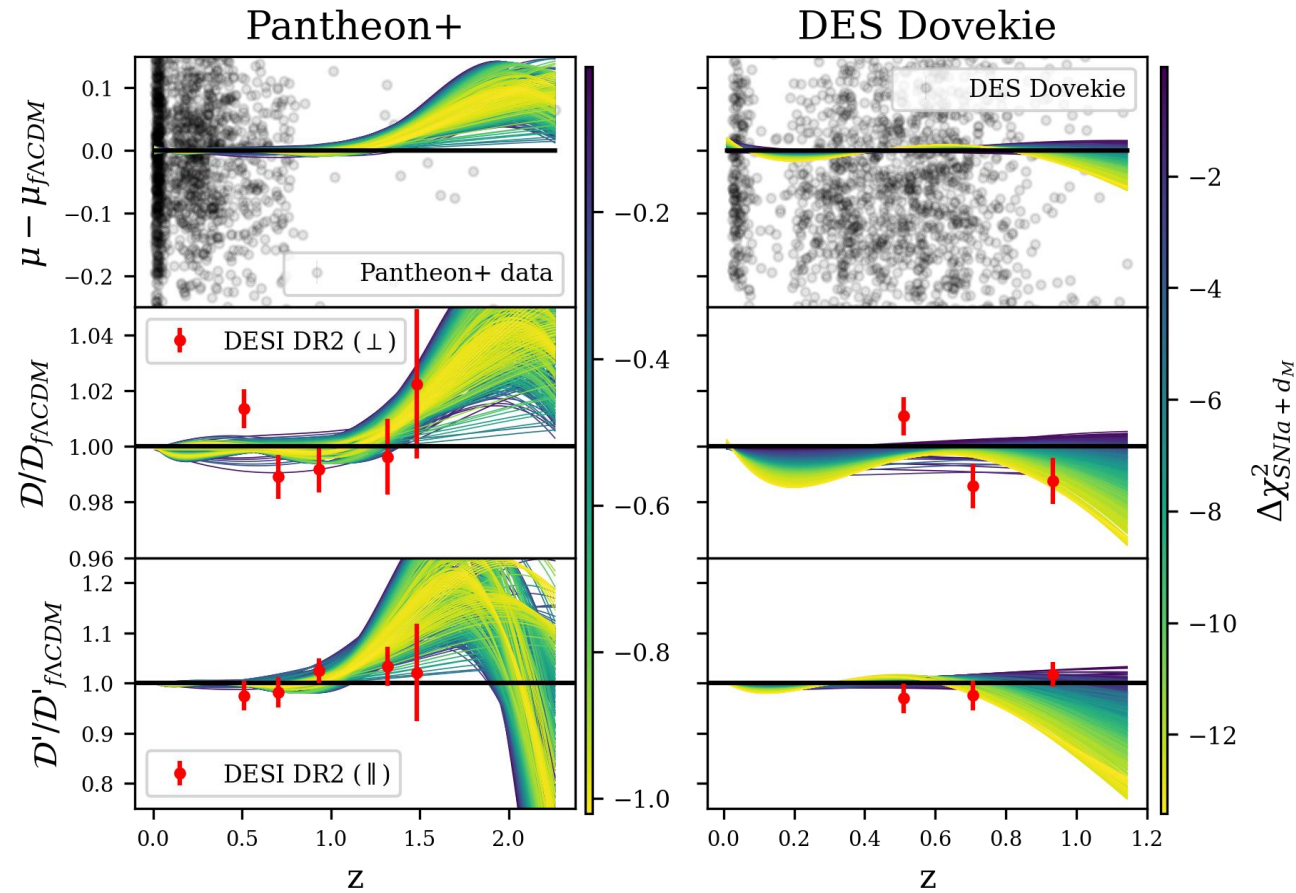 Pantheon+
DES Dovekie
μ − μ_{fΛCDM}
0.1
0.0
−0.1
−0.2
Pantheon+ data
DES Dovekie
D/D_{fΛCDM}
1.04
1.02
1.00
0.98
0.96
DESI DR2 (⊥)
D'/D'_{fΛCDM}
1.2
1.1
1.0
0.9
0.8
DESI DR2 (∥)
0.0 0.5 1.0 1.5 2.0
z
−0.2
−0.4
−0.6
−0.8
−1.0
0.0 0.2 0.4 0.6 0.8 1.0 1.2
z
−2
−4
−6
−8
−10
−12
Δχ²_{SNIa + d_M}